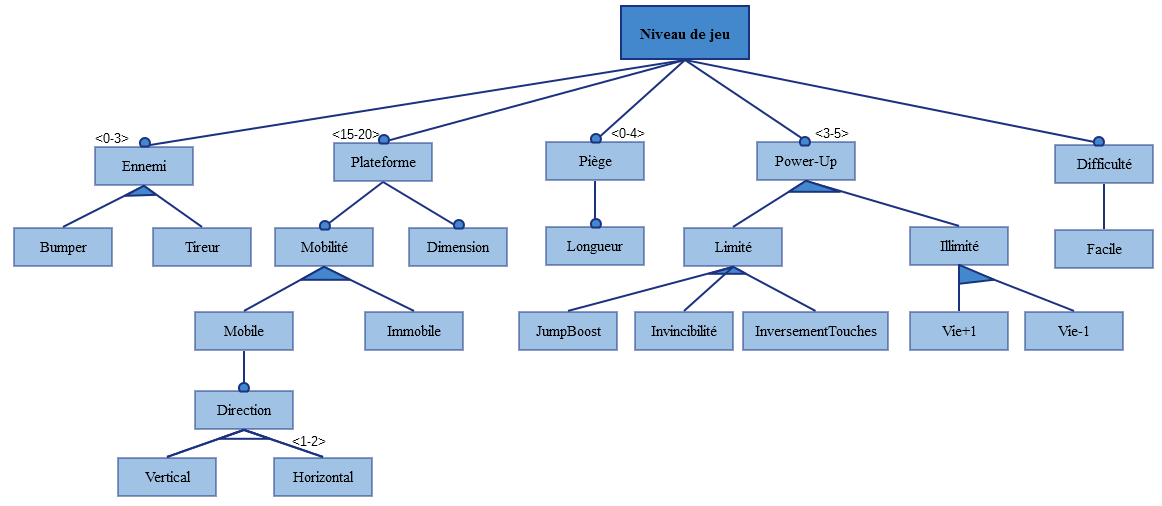 Niveau de jeu
<0-3>
<15-20>
<0-4>
<3-5>
Ennemi
Plateforme
Piège
Power-Up
Difficulté
Bumper
Tireur
Mobilité
Dimension
Longueur
Limité
Illimité
Facile
Mobile
Immobile
JumpBoost
Invincibilité
InversementTouches
Vie+1
Vie-1
Direction
<1-2>
Vertical
Horizontal